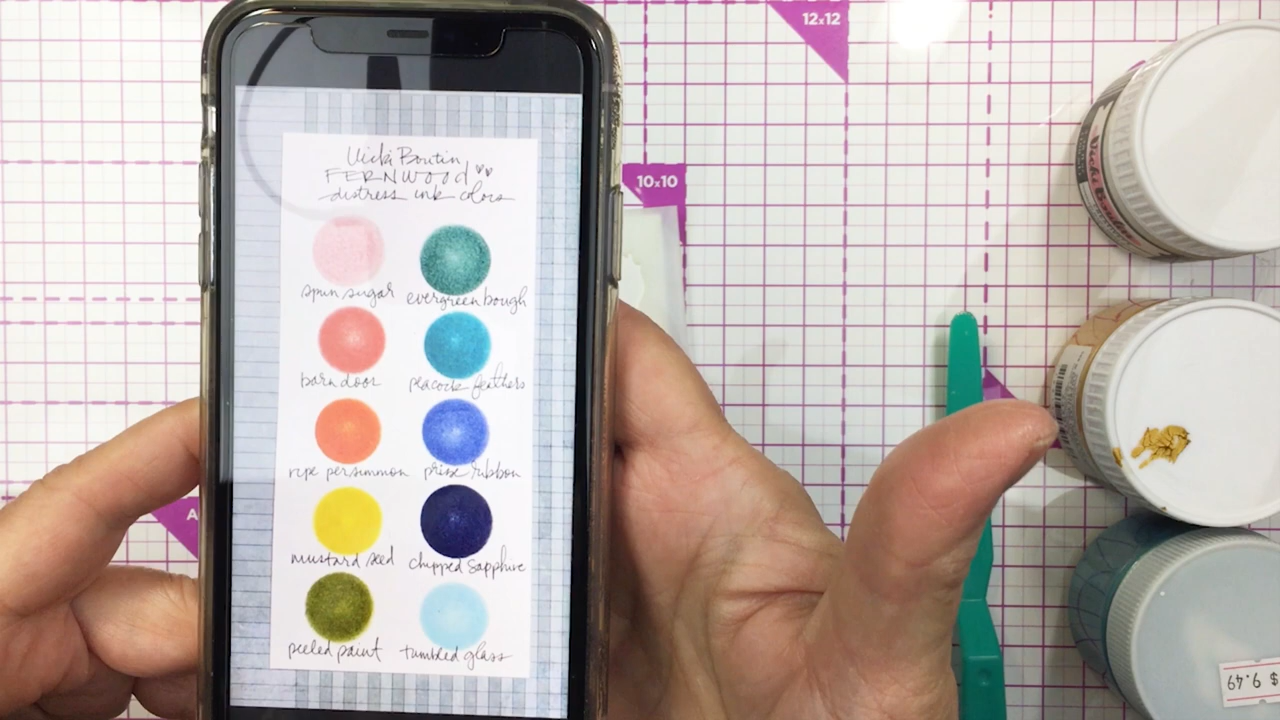 12x12
10x10
A
Vicki Boutin
FERNWOOD
distress ink colors
spun sugar
evergreen bough
barn door
peacock feathers
ripe persimmon
prize ribbon
mustard seed
chipped sapphire
peeled paint
tumbled glass
$ 9.49